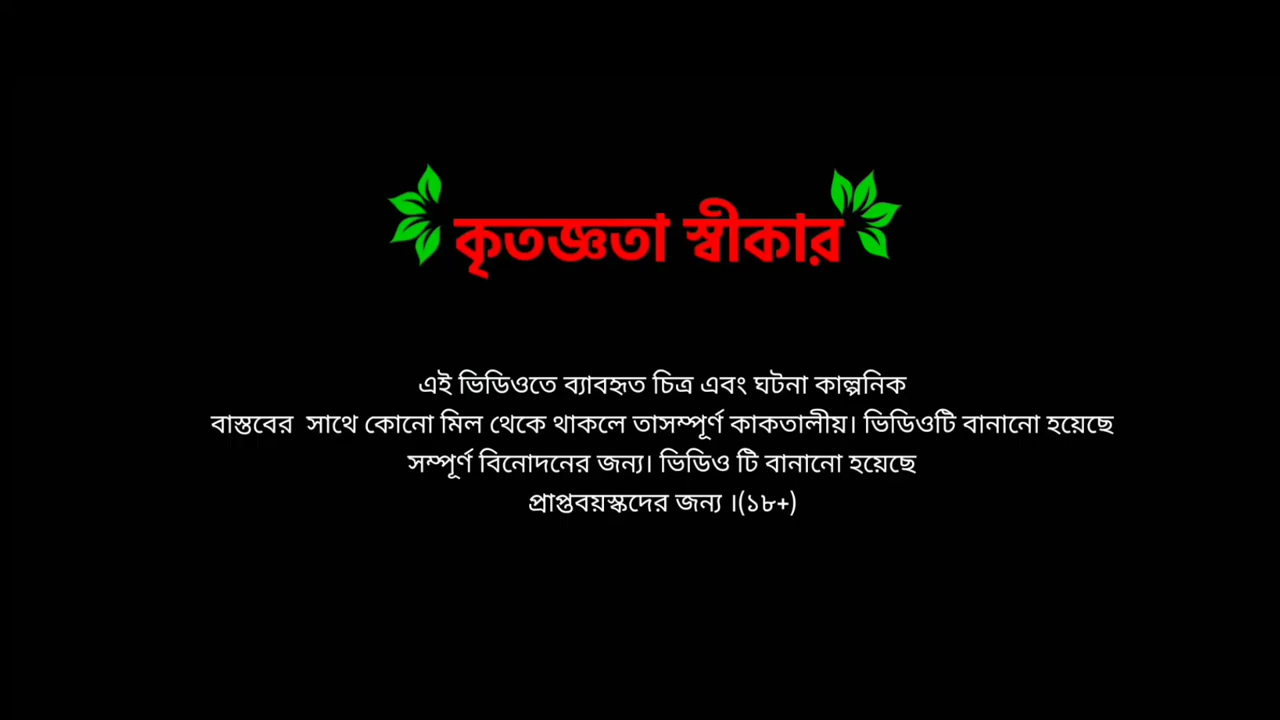 কৃতজ্ঞতা স্বীকার
এই ভিডিওতে ব্যাবহৃত চিত্র এবং ঘটনা কাল্পনিক
বাস্তবের সাথে কোনো মিল থেকে থাকলে তাসম্পূর্ণ কাকতালীয়। ভিডিওটি বানানো হয়েছে
সম্পূর্ণ বিনোদনের জন্য। ভিডিও টি বানানো হয়েছে
প্রাপ্তবয়স্কদের জন্য ।(১৮+)